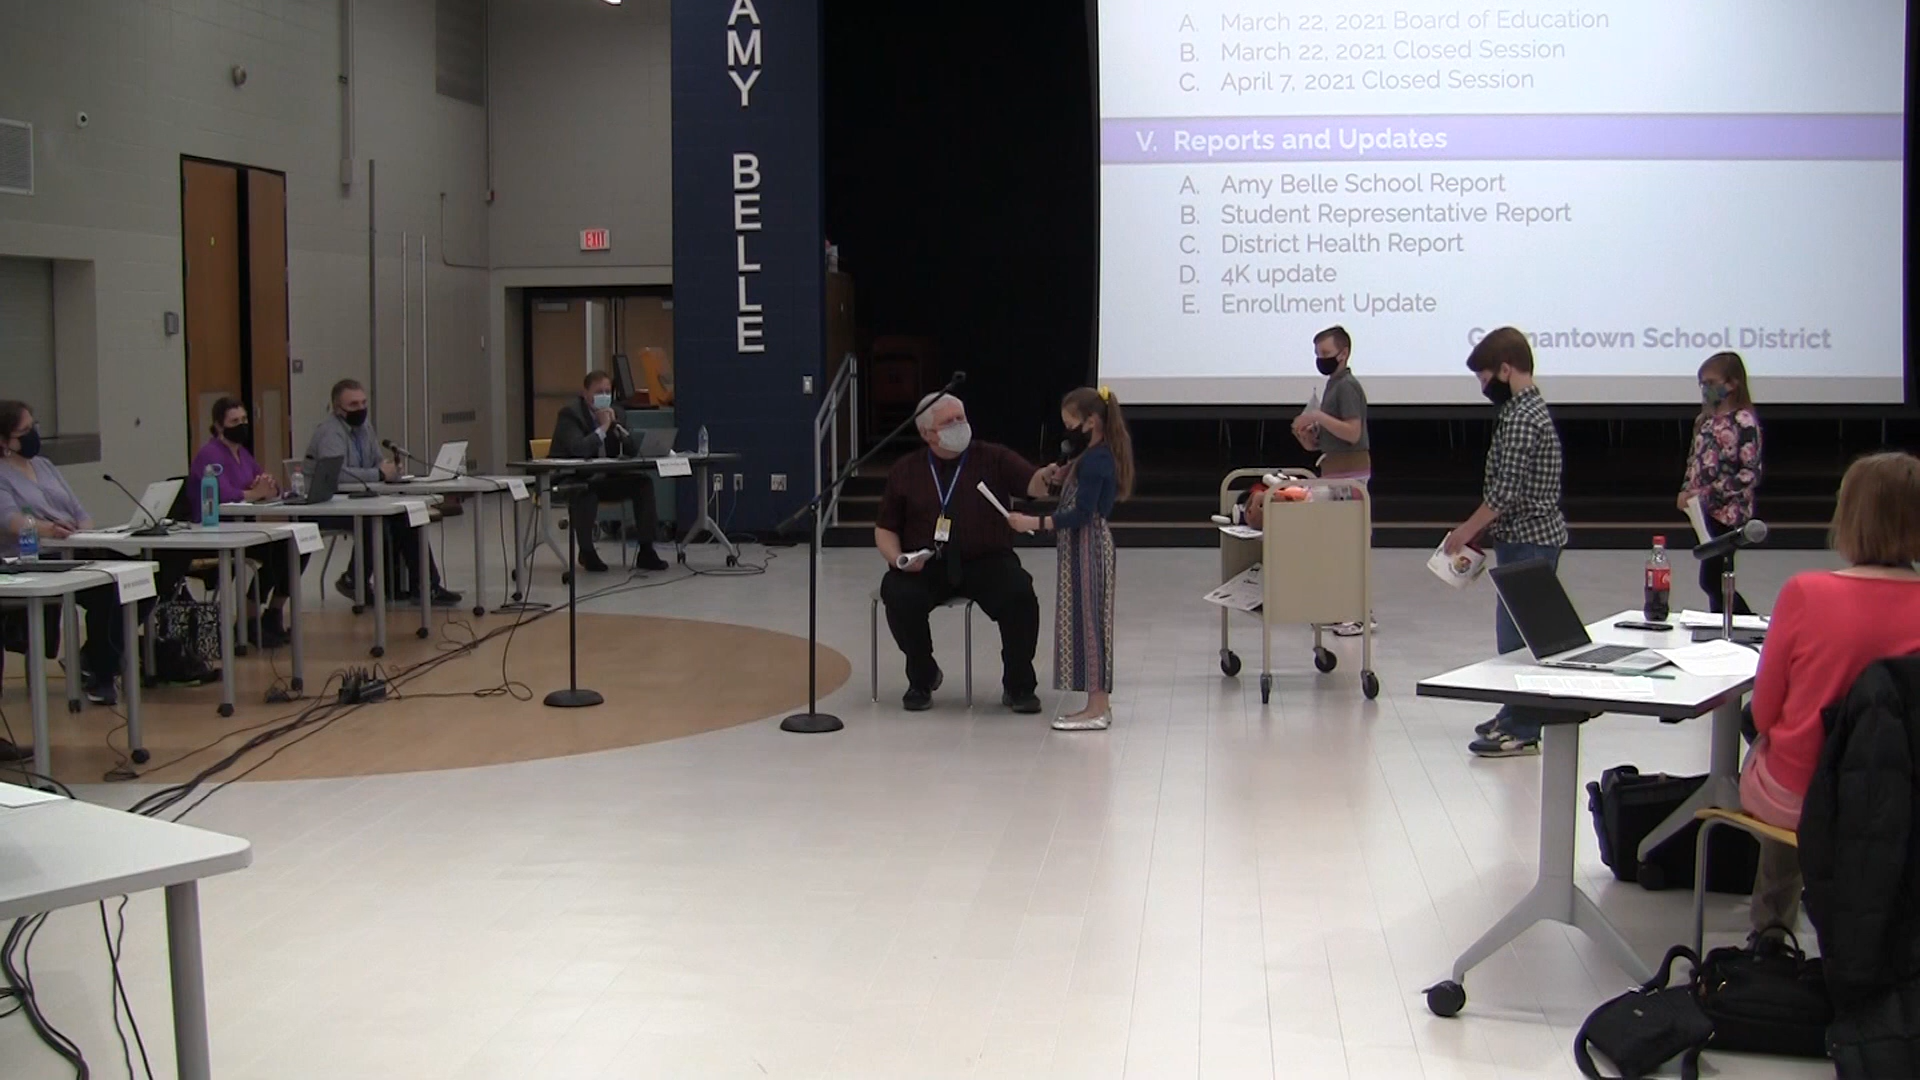 AMY
BELLE
EXIT
A. March 22, 2021 Board of Education
B. March 22, 2021 Closed Session
C. April 7, 2021 Closed Session
V. Reports and Updates
A. Amy Belle School Report
B. Student Representative Report
C. District Health Report
D. 4K update
E. Enrollment Update
Germantown School District